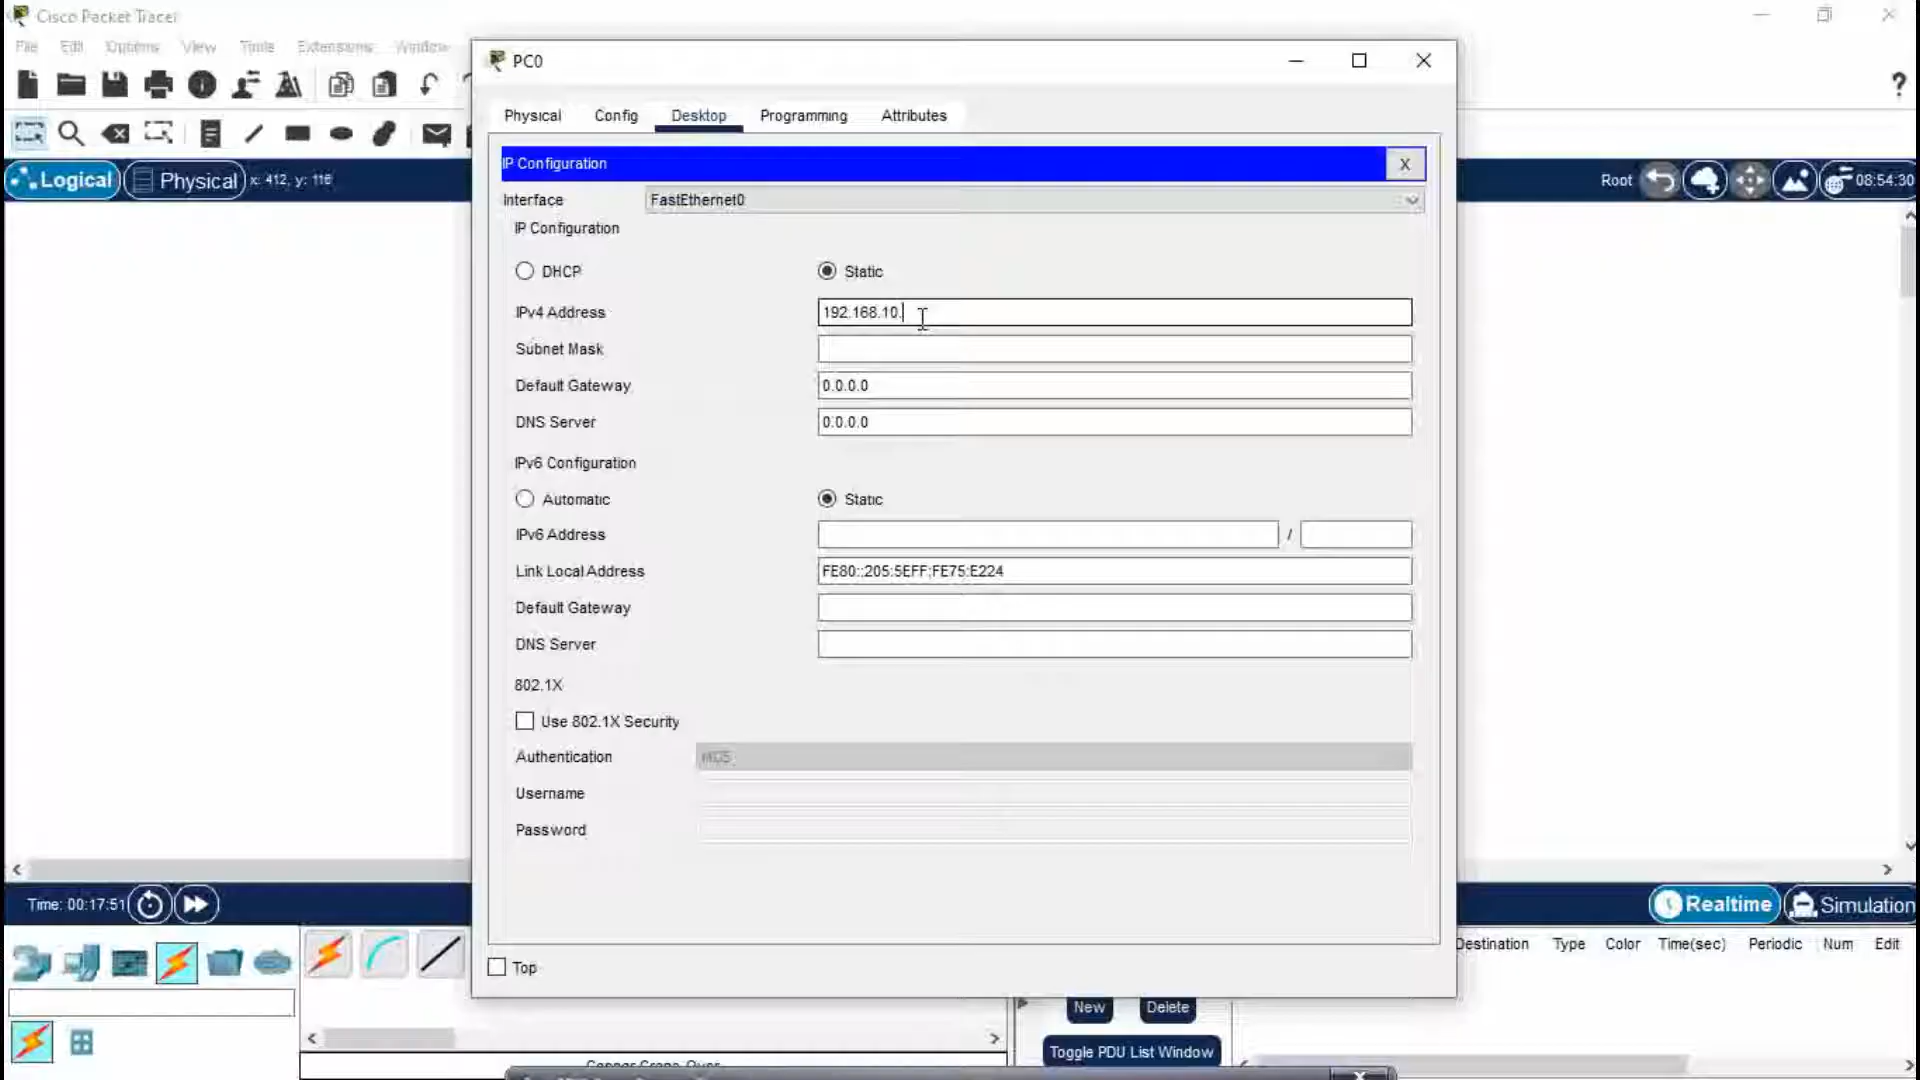 Cisco Packet Tracer
File Edit Options View Tools Extensions Window
PC0
Physical Config Desktop Programming Attributes
IP Configuration X
Interface FastEthernet0
IP Configuration
DHCP Static
IPv4 Address 192.168.10.
Subnet Mask
Default Gateway 0.0.0.0
DNS Server 0.0.0.0
IPv6 Configuration
Automatic Static
IPv6 Address /
Link Local Address FE80::205:5EFF:FE75:E224
Default Gateway
DNS Server
802.1X
Use 802.1X Security
Authentication MD5
Username
Password
Top
Logical Physical x: 412, y: 116
Root 08:54:30
Time: 00:17:51
Realtime Simulation
Destination Type Color Time(sec) Periodic Num Edit
New Delete
Toggle PDU List Window
Copper Cross-Over